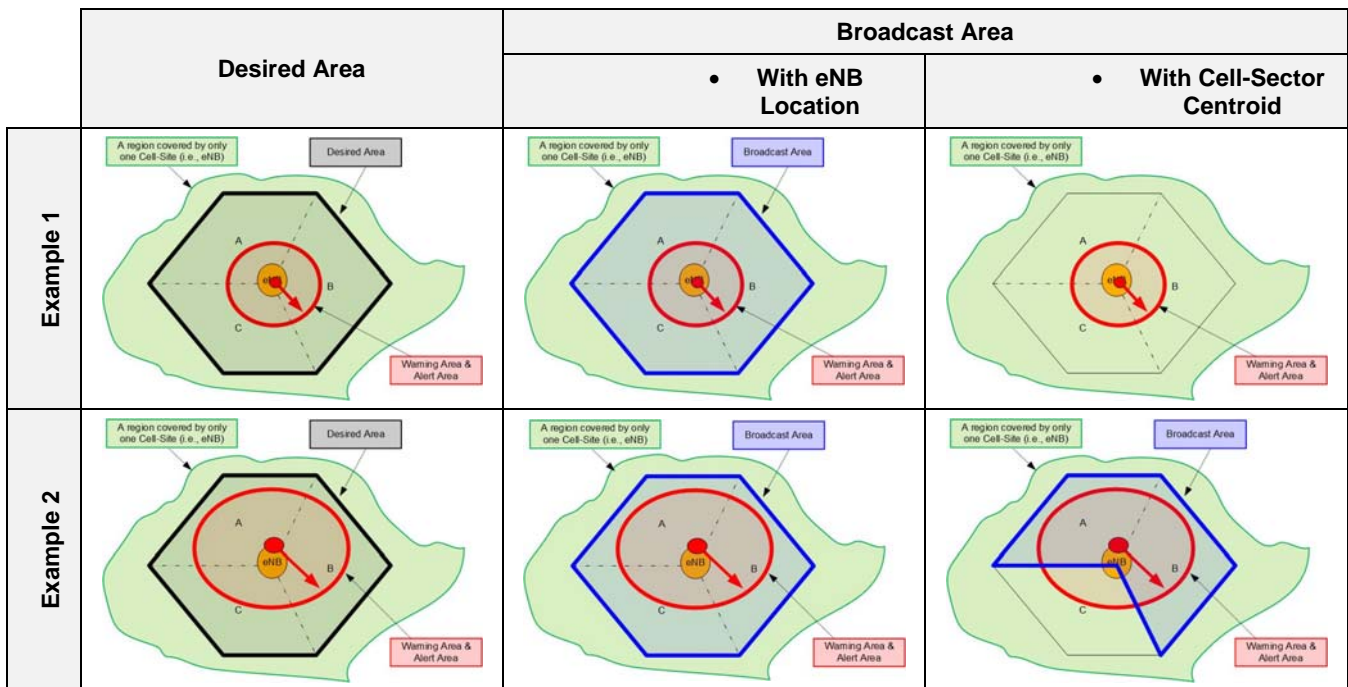 Desired Area
Broadcast Area
• With eNB
Location
• With Cell-Sector
Centroid
Example 1
A region covered by only
one Cell-Site (i.e., eNB)
Desired Area
A
eNB
B
C
Warning Area &
Alert Area
A region covered by only
one Cell-Site (i.e., eNB)
Broadcast Area
A
eNB
B
C
Warning Area &
Alert Area
A region covered by only
one Cell-Site (i.e., eNB)
A
eNB
B
C
Warning Area &
Alert Area
Example 2
A region covered by only
one Cell-Site (i.e., eNB)
Desired Area
A
eNB
B
C
Warning Area &
Alert Area
A region covered by only
one Cell-Site (i.e., eNB)
Broadcast Area
A
eNB
B
C
Warning Area &
Alert Area
A region covered by only
one Cell-Site (i.e., eNB)
Broadcast Area
A
eNB
B
C
Warning Area &
Alert Area